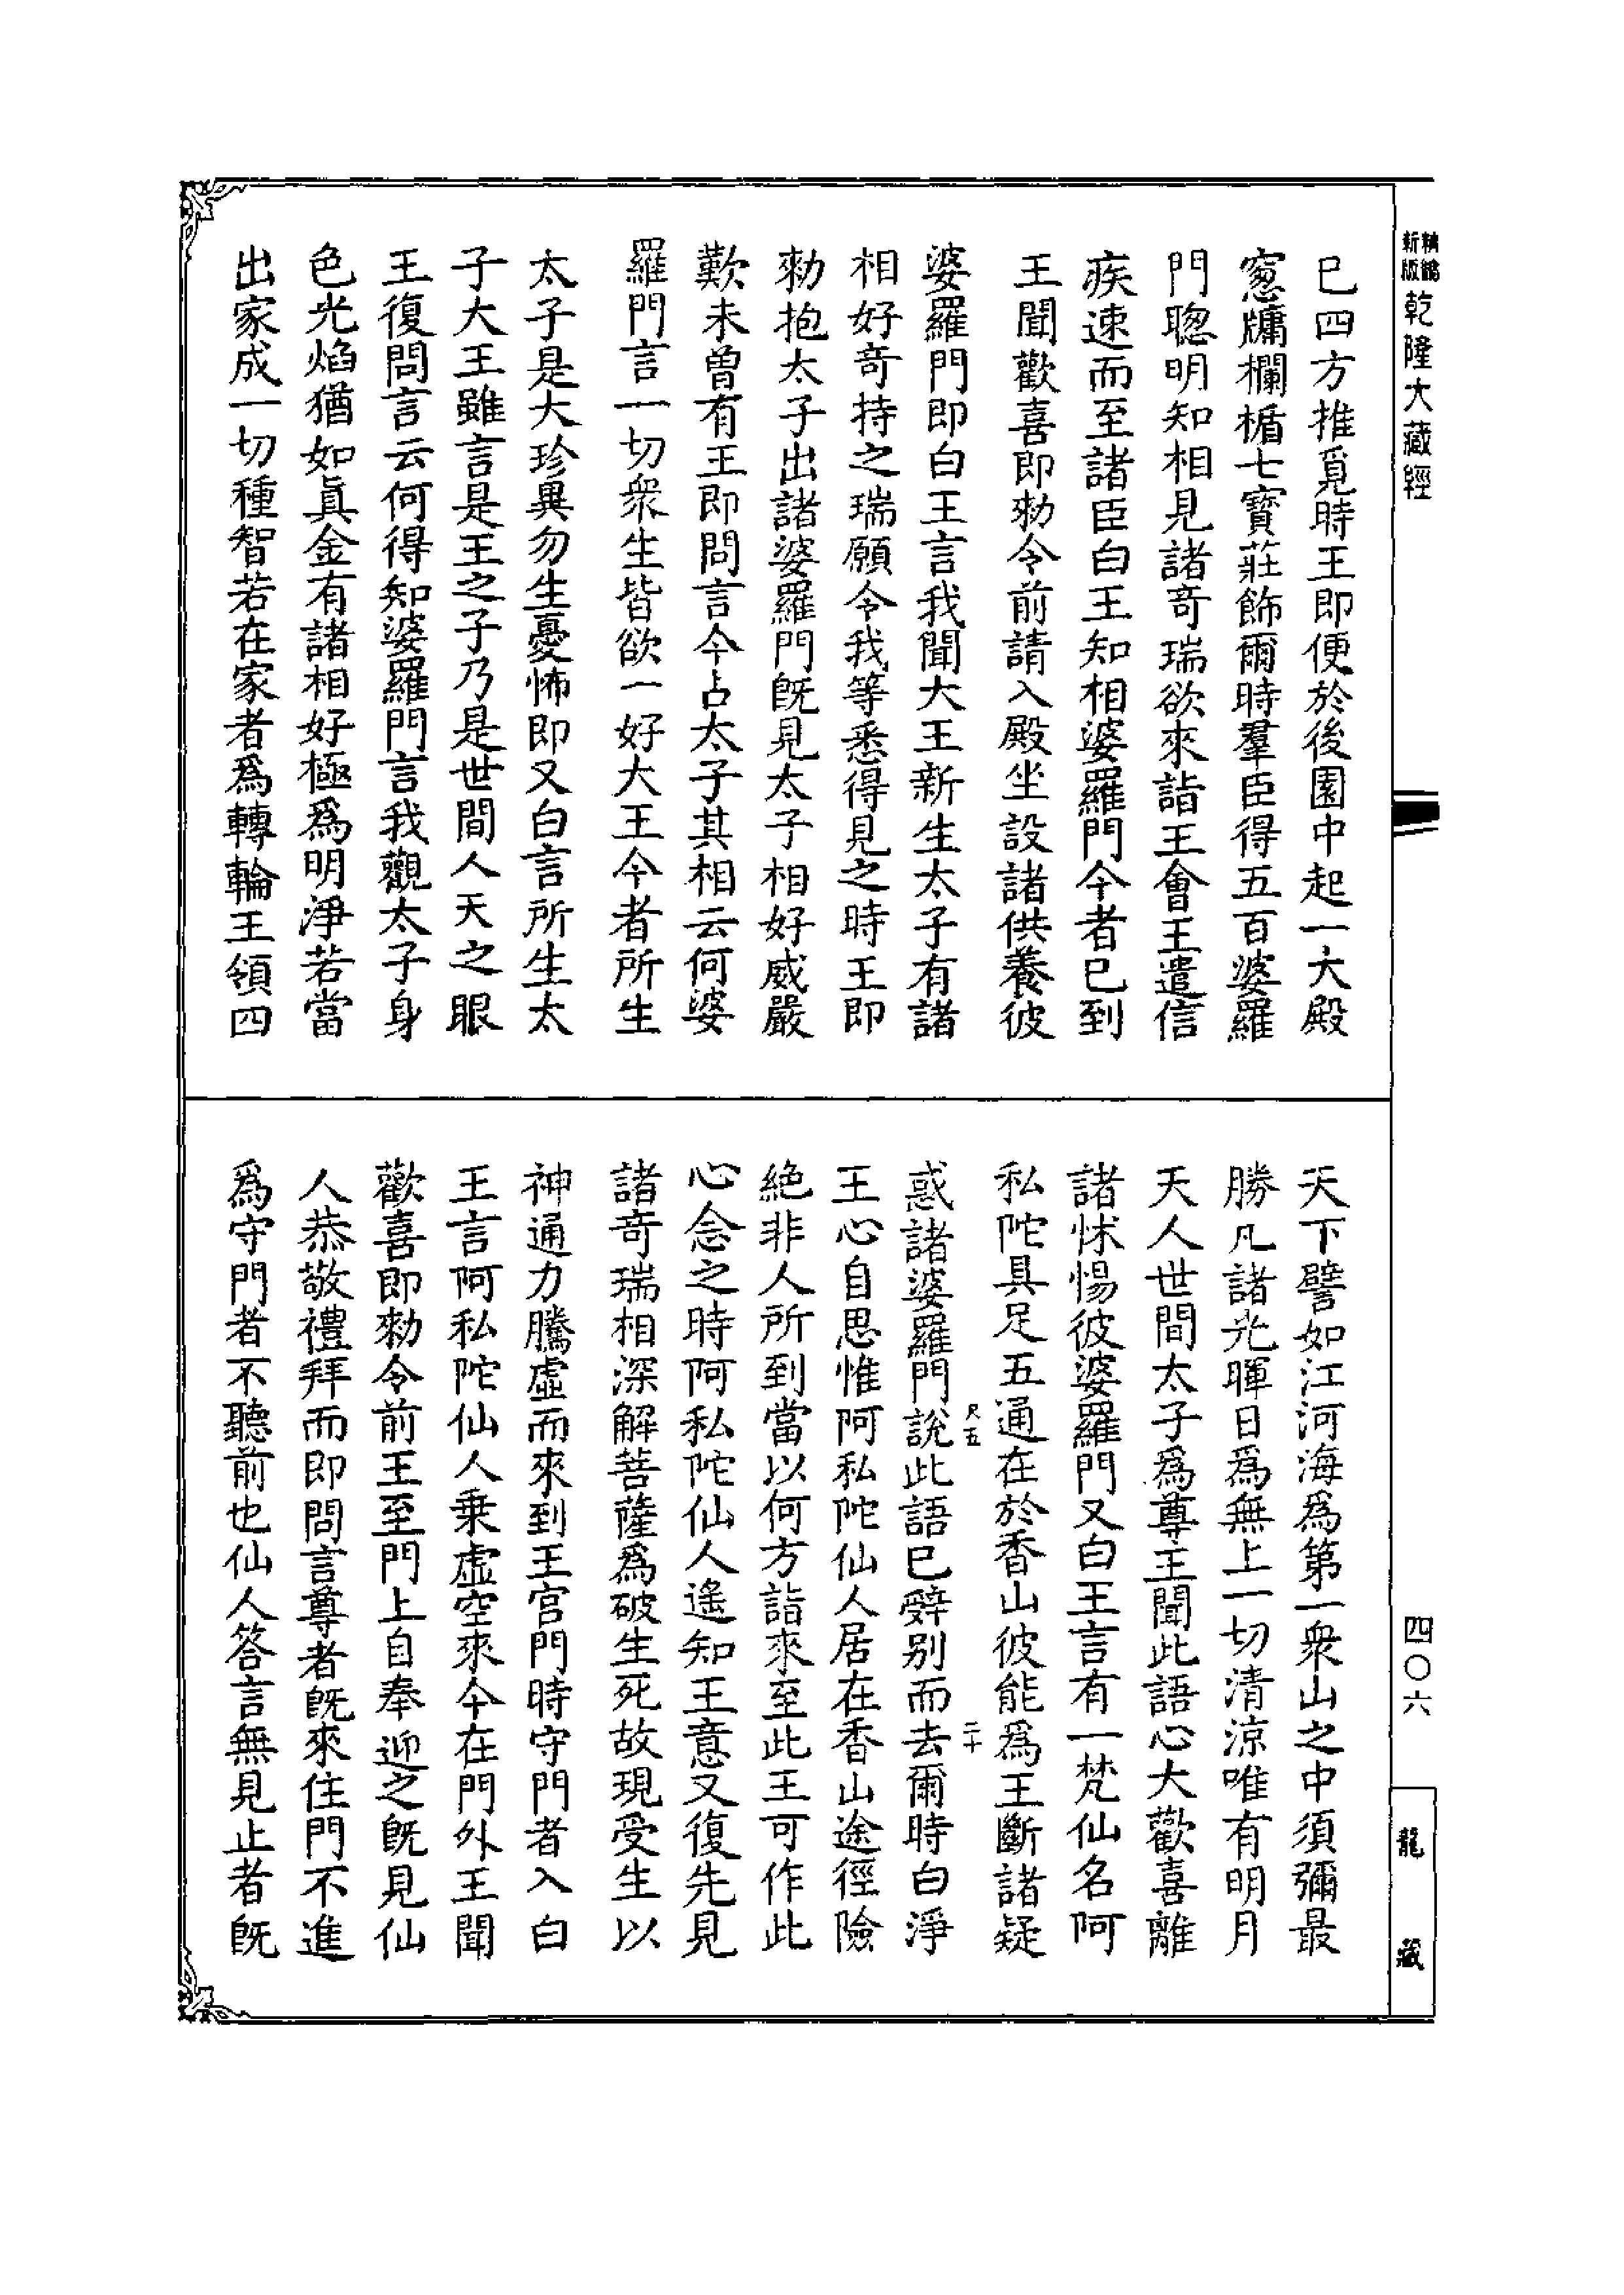 精鐫新版乾隆大藏經
已四方推覓時王即便於後園中起一大殿
窻牖欄楯七寶莊飾爾時羣臣得五百婆羅
門聰明知相見諸奇瑞欲來詣王會王遣信
疾速而至諸臣白王知相婆羅門今者已到
王聞歡喜即勑令前請入殿坐設諸供養彼
婆羅門即白王言我聞大王新生太子有諸
相好奇持之瑞願令我等悉得見之時王即
勑抱太子出諸婆羅門旣見太子相好威嚴
歎未曾有王即問言今占太子其相云何婆
羅門言一切衆生皆欲一好大王今者所生
太子是大珍異勿生憂怖即又白言所生太
子大王雖言是王之子乃是世間人天之眼
王復問言云何得知婆羅門言我觀太子身
色光焰猶如眞金有諸相好極爲明淨若當
出家成一切種智若在家者爲轉輪王領四
天下譬如江河海爲第一衆山之中須彌最
勝凡諸光暉日爲無上一切清涼唯有明月
天人世間太子爲尊王聞此語心大歡喜離
諸怵惕彼婆羅門又白王言有一梵仙名阿
私陀具足五通在於香山彼能爲王斷諸疑
尺五 二十
惑諸婆羅門說此語已辭别而去爾時白淨
王心自思惟阿私陀仙人居在香山途徑險
絶非人所到當以何方詣來至此王可作此
心念之時阿私陀仙人遙知王意又復先見
諸奇瑞相深解菩薩爲破生死故現受生以
神通力騰虛而來到王宫門時守門者入白
王言阿私陀仙人乗虛空來今在門外王聞
歡喜即勑令前王至門上自奉迎之旣見仙
人恭敬禮拜而即問言尊者旣來住門不進
爲守門者不聽前也仙人答言無見止者旣
四〇六
龍藏